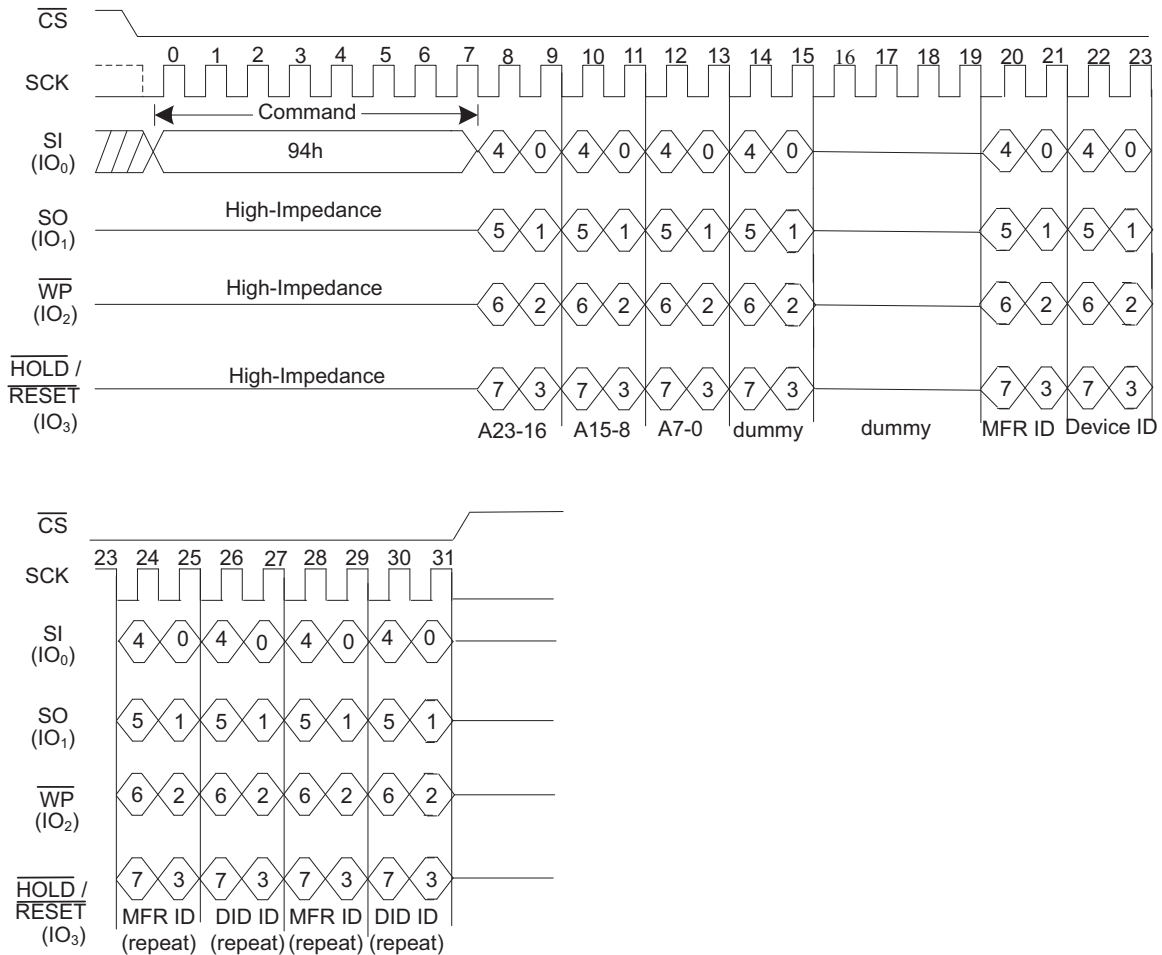 CS
0 1 2 3 4 5 6 7 8 9 10 11 12 13 14 15 16 17 18 19 20 21 22 23
SCK
Command
SI
(IO0)
94h
4 0 4 0 4 0 4 0 4 0 4 0
SO
(IO1)
High-Impedance
5 1 5 1 5 1 5 1 5 1 5 1
WP
(IO2)
High-Impedance
6 2 6 2 6 2 6 2 6 2 6 2
HOLD /
RESET
(IO3)
High-Impedance
7 3 7 3 7 3 7 3 7 3 7 3
A23-16 A15-8 A7-0 dummy dummy MFR ID Device ID
CS
23 24 25 26 27 28 29 30 31
SCK
SI
(IO0)
4 0 4 0 4 0 4 0
SO
(IO1)
5 1 5 1 5 1 5 1
WP
(IO2)
6 2 6 2 6 2 6 2
HOLD /
RESET
(IO3)
7 3 7 3 7 3 7 3
MFR ID DID ID MFR ID DID ID
(repeat) (repeat) (repeat) (repeat)